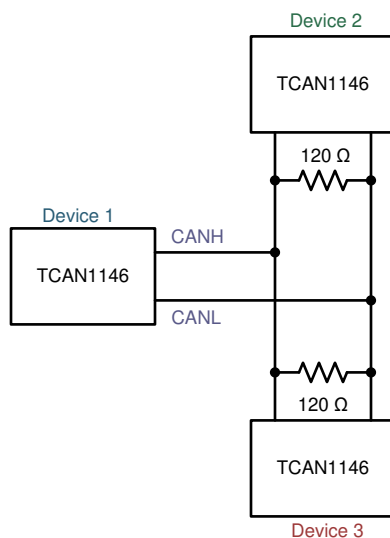 Device 2
TCAN1146
120 Ω
Device 1
CANH
TCAN1146
CANL
120 Ω
TCAN1146
Device 3